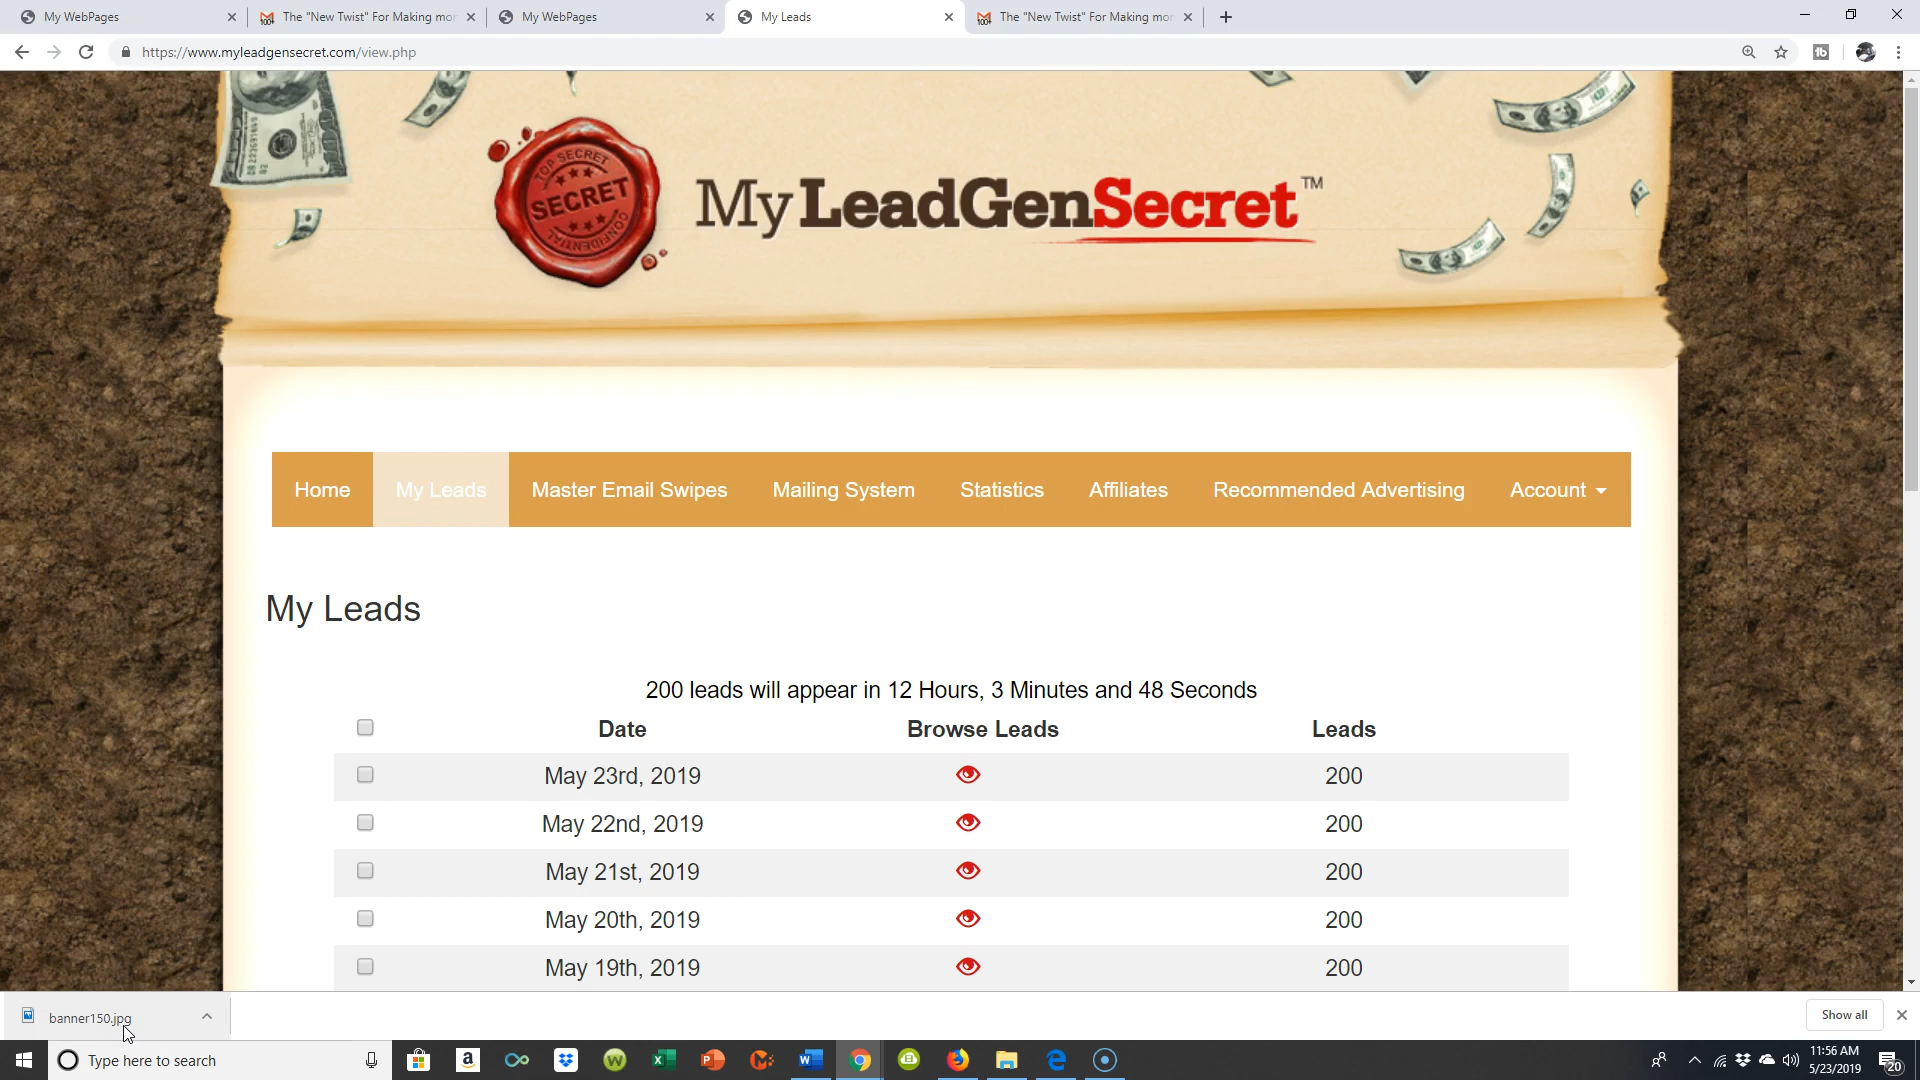 My WebPages
The "New Twist" For Making mor
My WebPages
My Leads
The "New Twist" For Making mor
https://www.myleadgensecret.com/view.php
TOP SECRET
SECRET
CONFIDENTIAL
MyLeadGenSecret™
Home
My Leads
Master Email Swipes
Mailing System
Statistics
Affiliates
Recommended Advertising
Account
My Leads
200 leads will appear in 12 Hours, 3 Minutes and 48 Seconds
Date Browse Leads Leads
May 23rd, 2019 200
May 22nd, 2019 200
May 21st, 2019 200
May 20th, 2019 200
May 19th, 2019 200
banner150.jpg
Show all
Type here to search
11:56 AM
5/23/2019
20